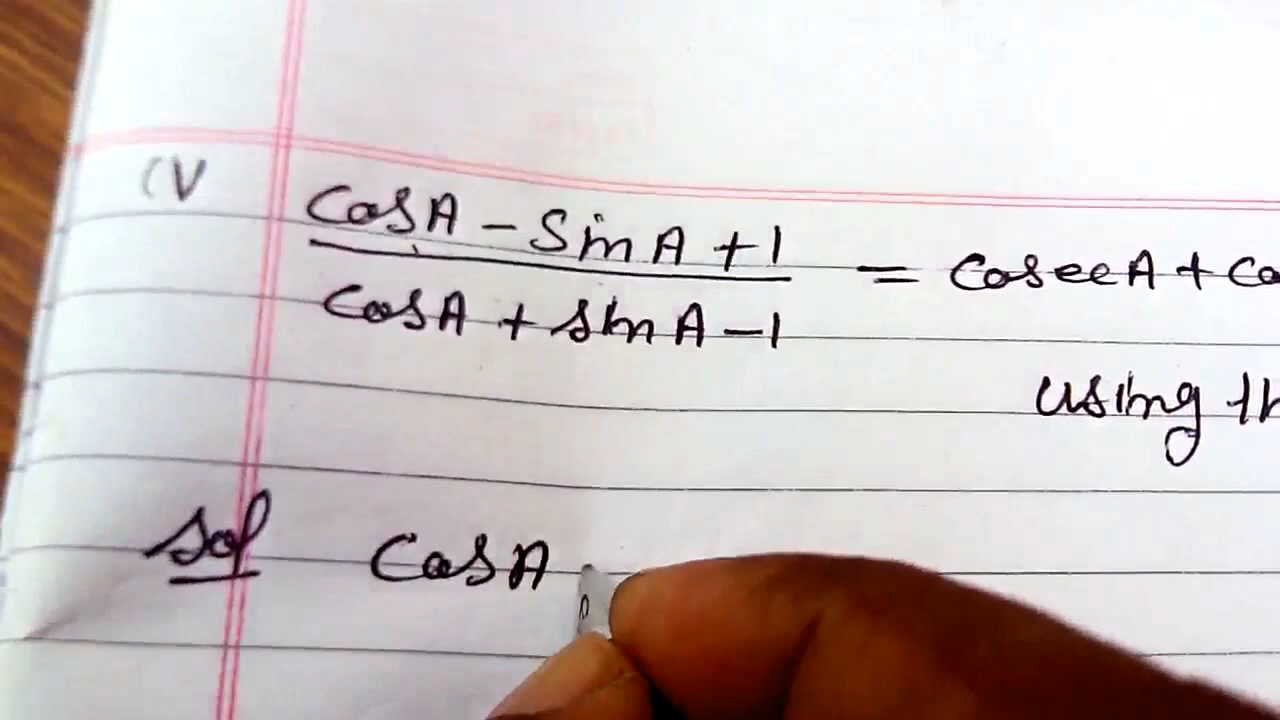 (V
CosA - SinA + 1
CosA + sinA - 1
= CosecA + Co
using th
Sol CosA